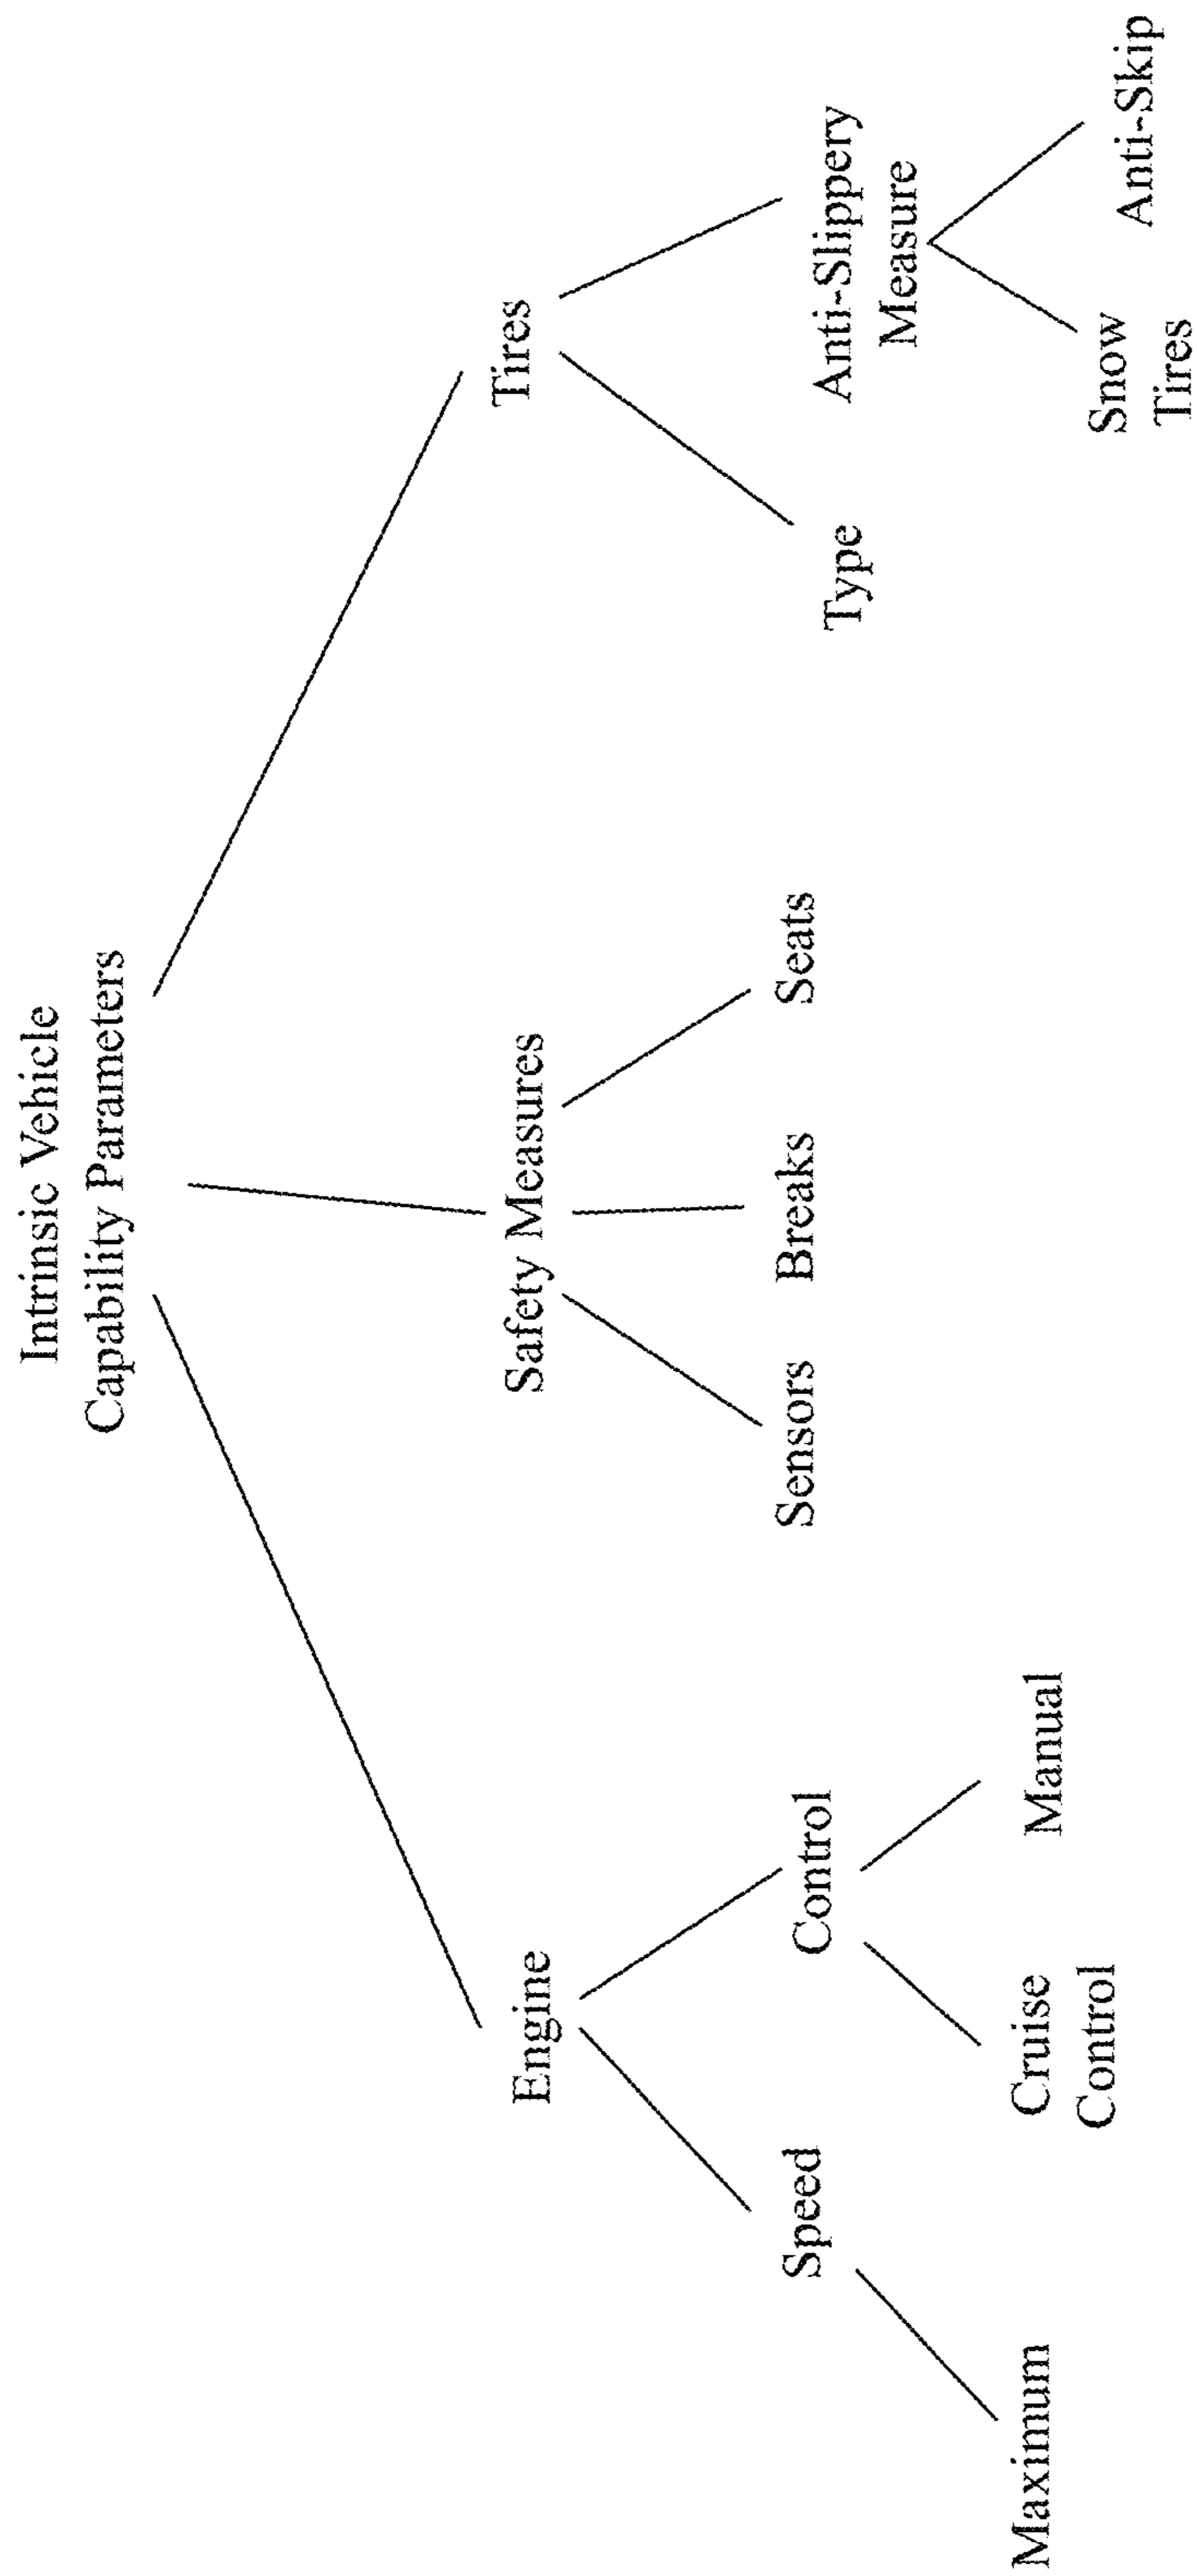 Intrinsic Vehicle
Capability Parameters
Engine
Safety Measures
Tires
Speed
Control
Sensors
Breaks
Seats
Type
Anti-Slippery
Measure
Maximum
Cruise
Control
Manual
Snow
Tires
Anti-Skip